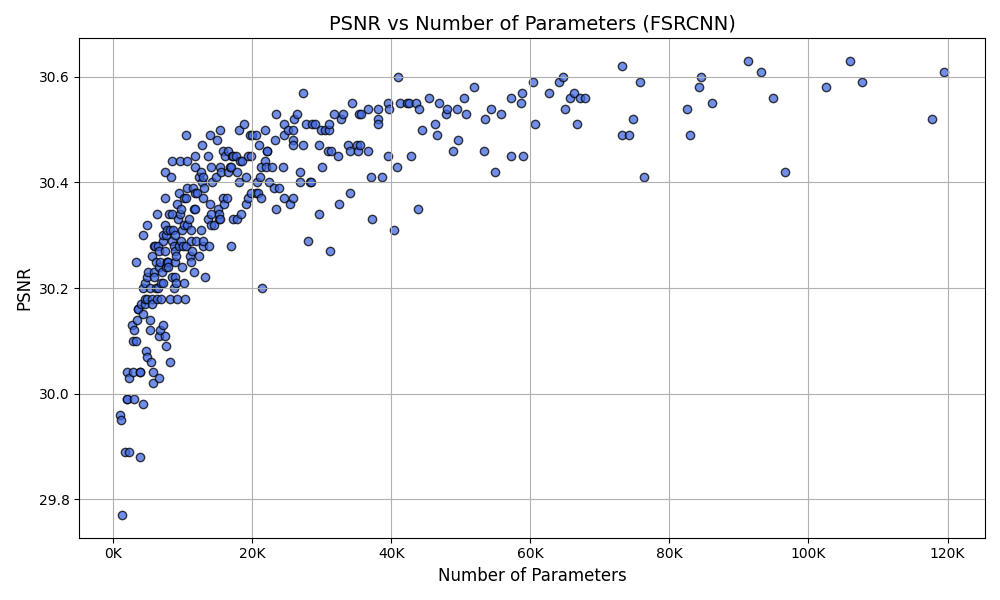 PSNR vs Number of Parameters (FSRCNN)
PSNR
30.6
30.4
30.2
30.0
29.8
0K 20K 40K 60K 80K 100K 120K
Number of Parameters